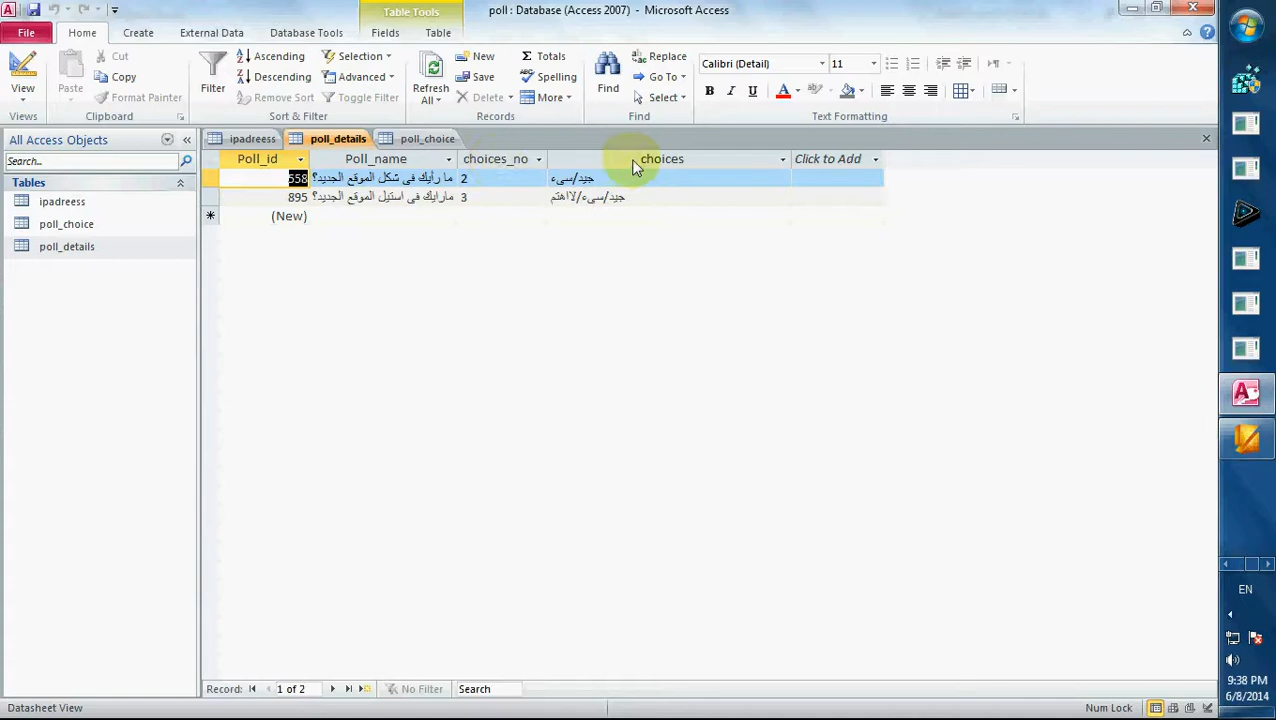 poll : Database (Access 2007) - Microsoft Access
Table Tools
File Home Create External Data Database Tools Fields Table
View
Views
Paste
Cut
Copy
Format Painter
Clipboard
Filter
Ascending
Descending
Remove Sort
Selection
Advanced
Toggle Filter
Sort & Filter
Refresh
All
New
Save
Delete
Totals
Spelling
More
Records
Find
Replace
Go To
Select
Find
Calibri (Detail) 11
B I U A
Text Formatting
All Access Objects
Search...
Tables
ipadreess
poll_choice
poll_details
ipadreess poll_details poll_choice
Poll_id Poll_name choices_no choices Click to Add
558 ما رأيك فى شكل الموقع الجديد؟ 2 جيد/سىء
895 مارايك فى استيل الموقع الجديد؟ 3 جيد/سىء/لااهتم
(New)
Record: 1 of 2 No Filter Search
Datasheet View Num Lock
EN
9:38 PM
6/8/2014